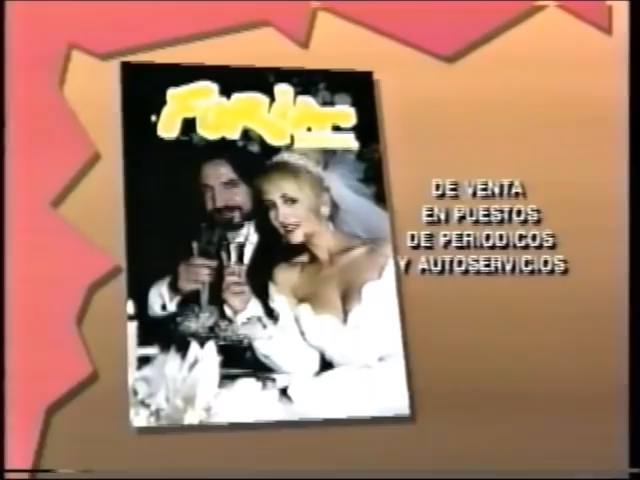 DE VENTA
EN PUESTOS
DE PERIODICOS
Y AUTOSERVICIOS